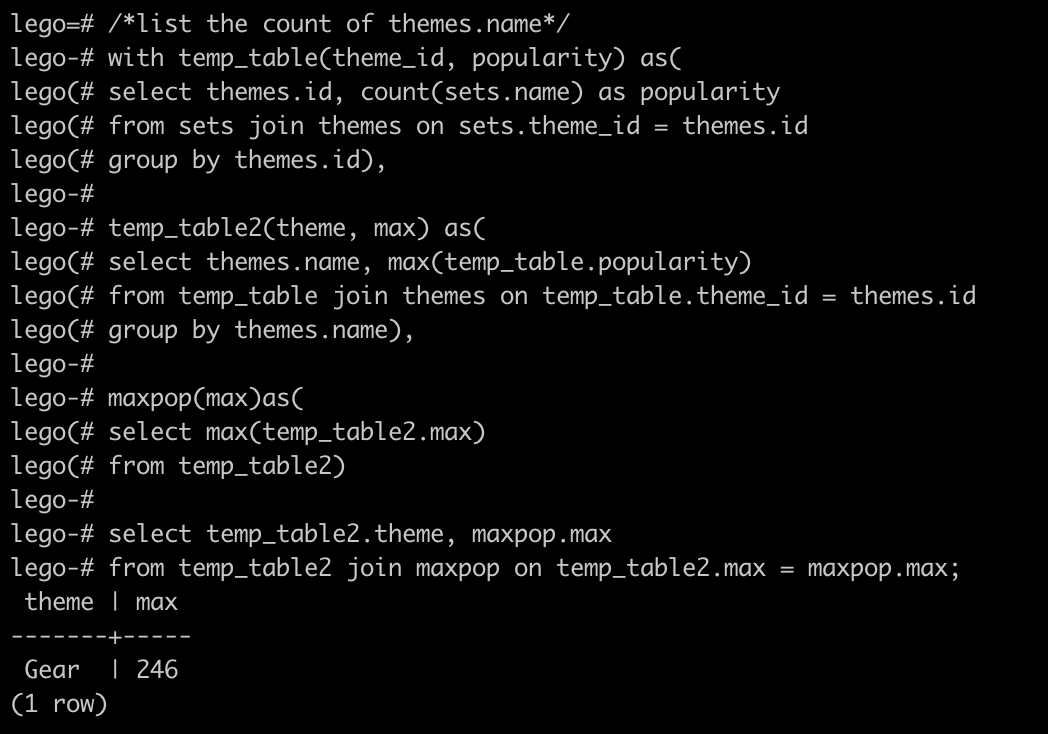 lego=# /*list the count of themes.name*/
lego-# with temp_table(theme_id, popularity) as(
lego(# select themes.id, count(sets.name) as popularity
lego(# from sets join themes on sets.theme_id = themes.id
lego(# group by themes.id),
lego-#
lego-# temp_table2(theme, max) as(
lego(# select themes.name, max(temp_table.popularity)
lego(# from temp_table join themes on temp_table.theme_id = themes.id
lego(# group by themes.name),
lego-#
lego-# maxpop(max)as(
lego(# select max(temp_table2.max)
lego(# from temp_table2)
lego-#
lego-# select temp_table2.theme, maxpop.max
lego-# from temp_table2 join maxpop on temp_table2.max = maxpop.max;
 theme | max
-------+-----
 Gear  | 246
(1 row)